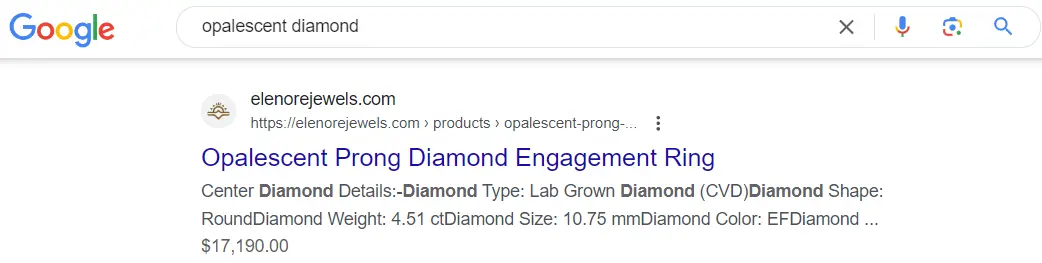 Google opalescent diamond
elenorejewels.com
https://elenorejewels.com › products › opalescent-prong-...
Opalescent Prong Diamond Engagement Ring
Center Diamond Details:-Diamond Type: Lab Grown Diamond (CVD)Diamond Shape:
RoundDiamond Weight: 4.51 ctDiamond Size: 10.75 mmDiamond Color: EFDiamond ...
$17,190.00